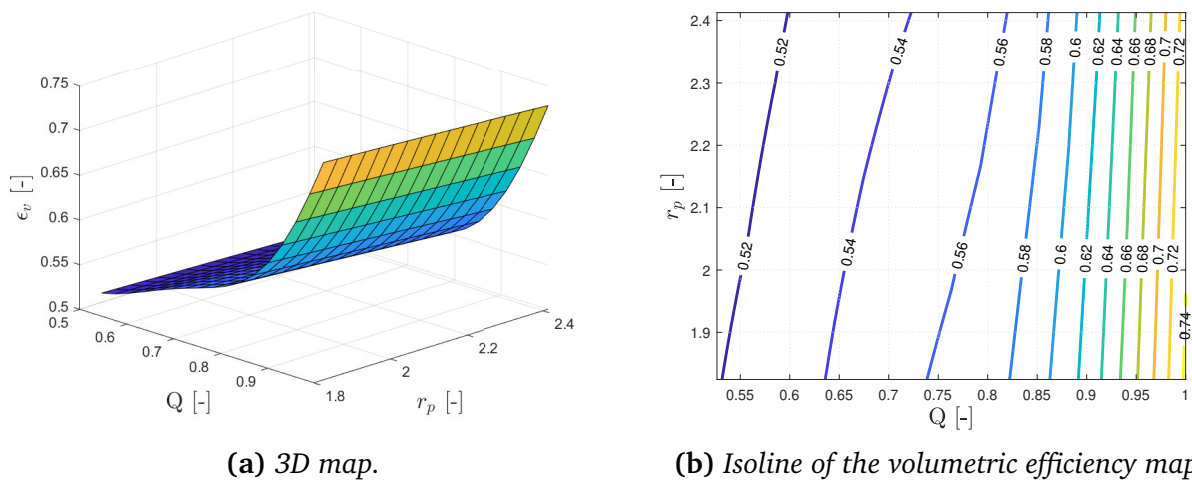 0.75
0.7
0.65
0.6
0.55
0.5
ϵᵥ [-]
0.5
0.6
0.7
0.8
0.9
Q [-]
1.8
2
2.2
2.4
rₚ [-]
(a) 3D map.
2.4
2.3
2.2
2.1
2
1.9
rₚ [-]
0.52 0.54 0.56 0.58 0.6 0.62 0.64 0.66 0.68 0.7 0.72
0.52 0.54 0.56 0.58 0.6 0.62 0.64 0.66 0.68 0.7 0.72
0.74
0.55 0.6 0.65 0.7 0.75 0.8 0.85 0.9 0.95 1
Q [-]
(b) Isoline of the volumetric efficiency map